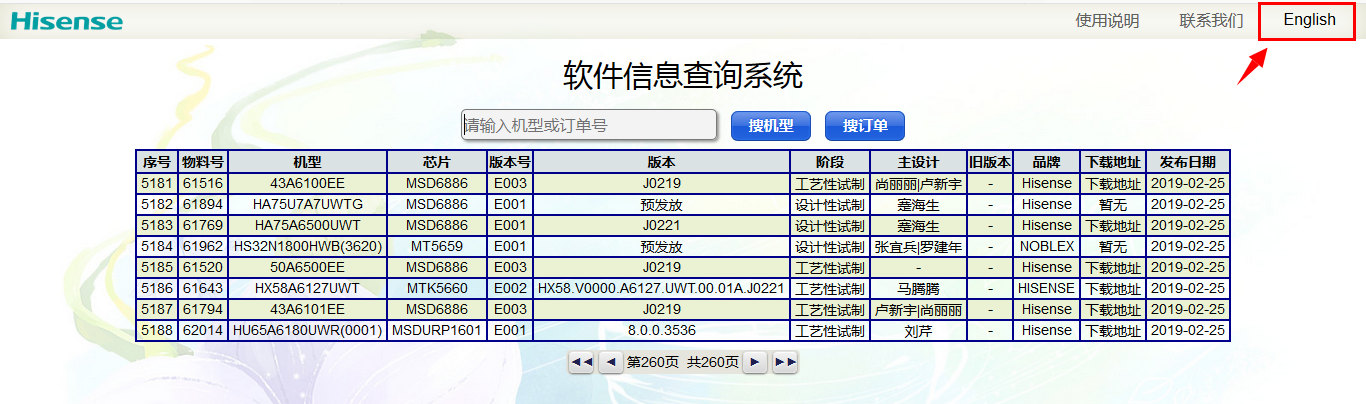 Hisense 使用说明 联系我们 English
软件信息查询系统
请输入机型或订单号 搜机型 搜订单
序号 物料号 机型 芯片 版本号 版本 阶段 主设计 旧版本 品牌 下载地址 发布日期
5181 61516 43A6100EE MSD6886 E003 J0219 工艺性试制 尚丽丽|卢新宇 - Hisense 下载地址 2019-02-25
5182 61894 HA75U7A7UWTG MSD6886 E001 预发放 设计性试制 蹇海生 - Hisense 暂无 2019-02-25
5183 61769 HA75A6500UWT MSD6886 E001 J0221 设计性试制 蹇海生 - Hisense 下载地址 2019-02-25
5184 61962 HS32N1800HWB(3620) MT5659 E001 预发放 设计性试制 张宜兵|罗建年 - NOBLEX 暂无 2019-02-25
5185 61520 50A6500EE MSD6886 E003 J0219 工艺性试制 - - Hisense 下载地址 2019-02-25
5186 61643 HX58A6127UWT MTK5660 E002 HX58.V0000.A6127.UWT.00.01A.J0221 工艺性试制 马腾腾 - HISENSE 下载地址 2019-02-25
5187 61794 43A6101EE MSD6886 E003 J0219 工艺性试制 卢新宇|尚丽丽 - Hisense 下载地址 2019-02-25
5188 62014 HU65A6180UWR(0001) MSDURP1601 E001 8.0.0.3536 工艺性试制 刘芹 - Hisense 下载地址 2019-02-25
第260页 共260页